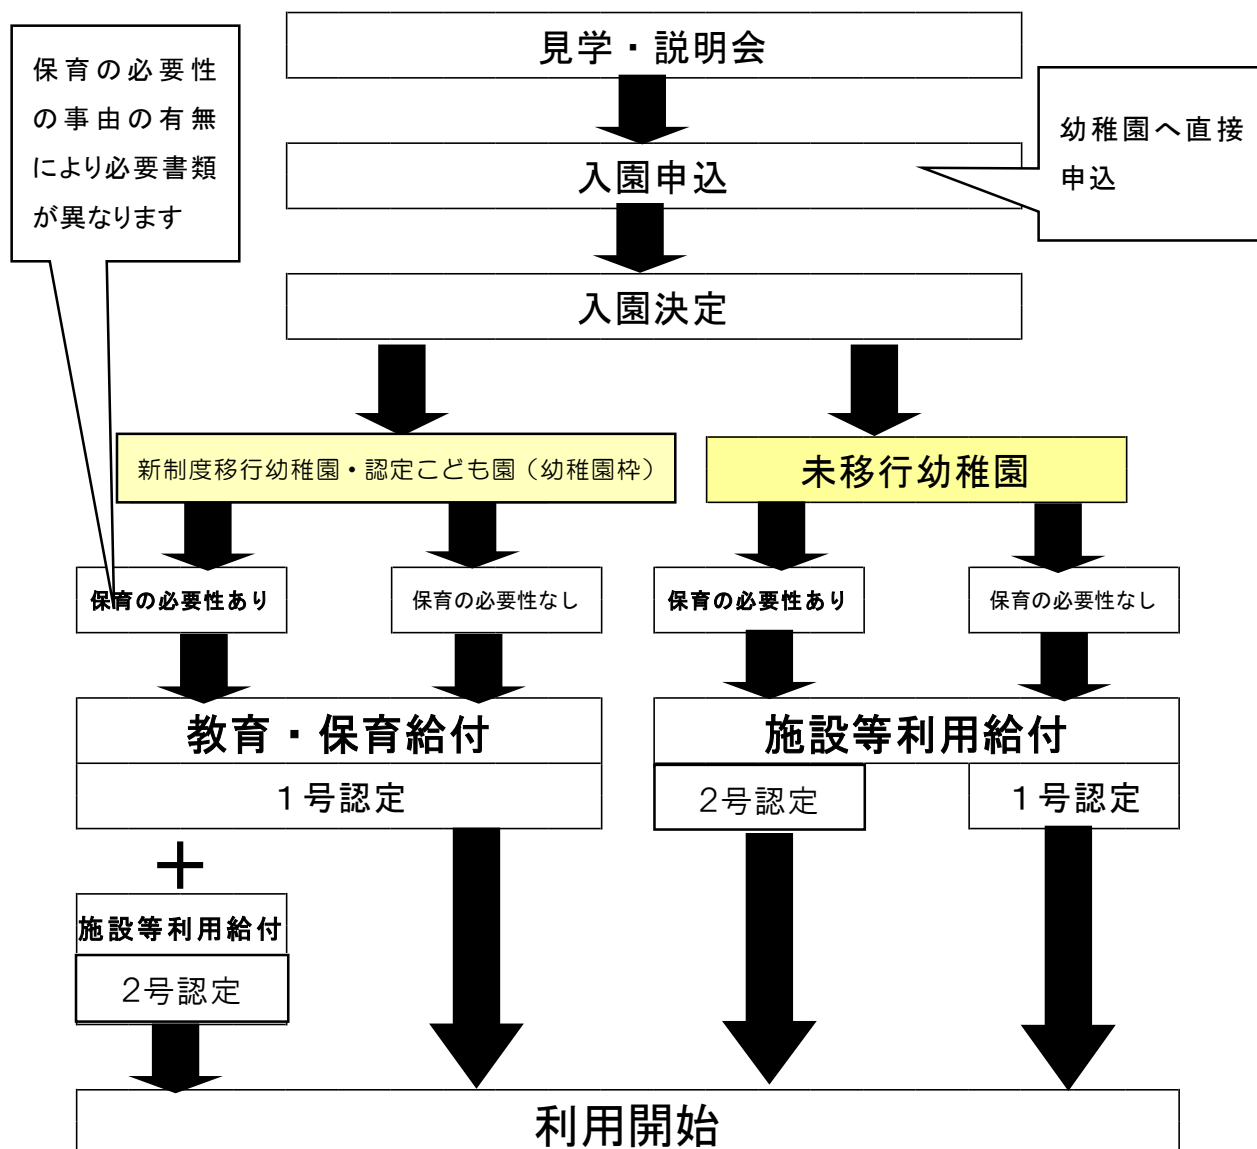 見学・説明会
保育の必要性
の事由の有無
により必要書類
が異なります
幼稚園へ直接
申込
入園申込
入園決定
新制度移行幼稚園・認定こども園（幼稚園枠）
未移行幼稚園
保育の必要性あり
保育の必要性なし
保育の必要性あり
保育の必要性なし
教育・保育給付
施設等利用給付
１号認定
2号認定
１号認定
＋
施設等利用給付
2号認定
利用開始